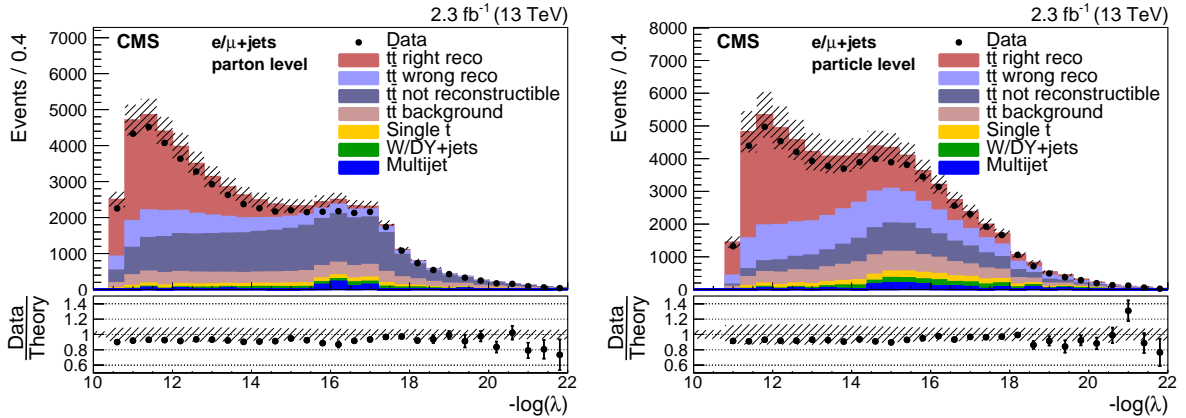 2.3 fb⁻¹ (13 TeV)
CMS
e/μ+jets
parton level
Data
tt̄ right reco
tt̄ wrong reco
tt̄ not reconstructible
tt̄ background
Single t
W/DY+jets
Multijet
Events / 0.4
7000
6000
5000
4000
3000
2000
1000
0
Data
Theory
1.4
1.2
1
0.8
0.6
10 12 14 16 18 20 22
-log(λ)
2.3 fb⁻¹ (13 TeV)
CMS
e/μ+jets
particle level
Data
tt̄ right reco
tt̄ wrong reco
tt̄ not reconstructible
tt̄ background
Single t
W/DY+jets
Multijet
Events / 0.4
8000
7000
6000
5000
4000
3000
2000
1000
0
Data
Theory
1.4
1.2
1
0.8
0.6
10 12 14 16 18 20 22
-log(λ)